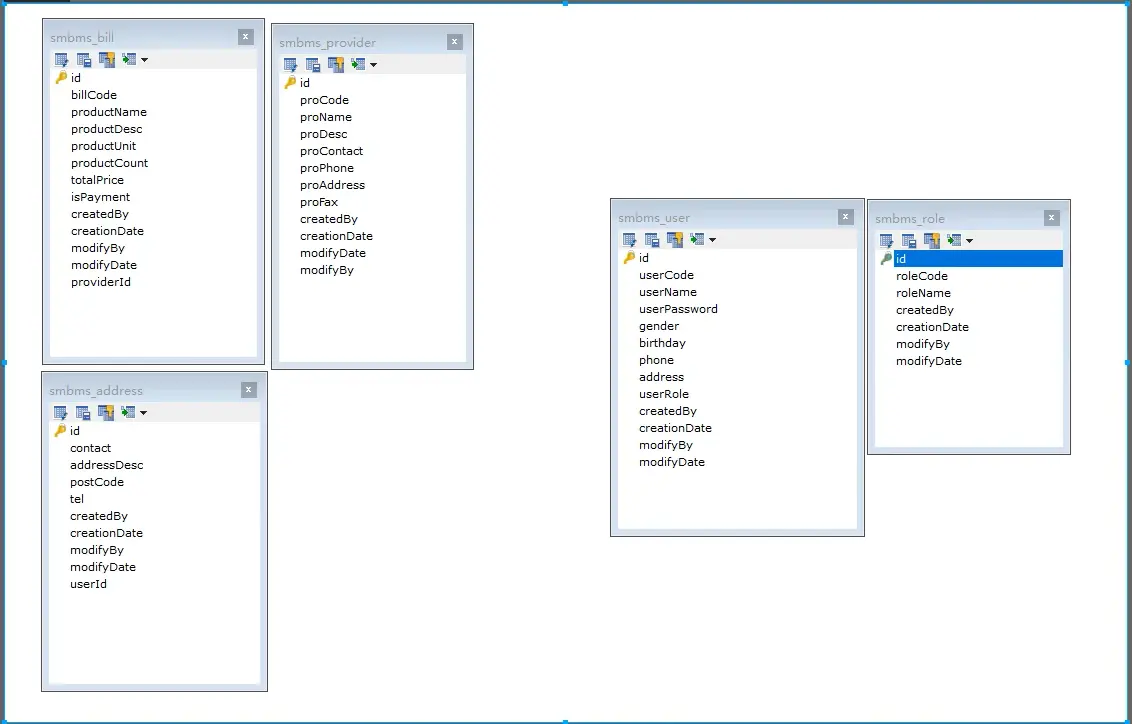 smbms_bill
id
billCode
productName
productDesc
productUnit
productCount
totalPrice
isPayment
createdBy
creationDate
modifyBy
modifyDate
providerId
smbms_provider
id
proCode
proName
proDesc
proContact
proPhone
proAddress
proFax
createdBy
creationDate
modifyDate
modifyBy
smbms_user
id
userCode
userName
userPassword
gender
birthday
phone
address
userRole
createdBy
creationDate
modifyBy
modifyDate
smbms_role
id
roleCode
roleName
createdBy
creationDate
modifyBy
modifyDate
smbms_address
id
contact
addressDesc
postCode
tel
createdBy
creationDate
modifyBy
modifyDate
userId